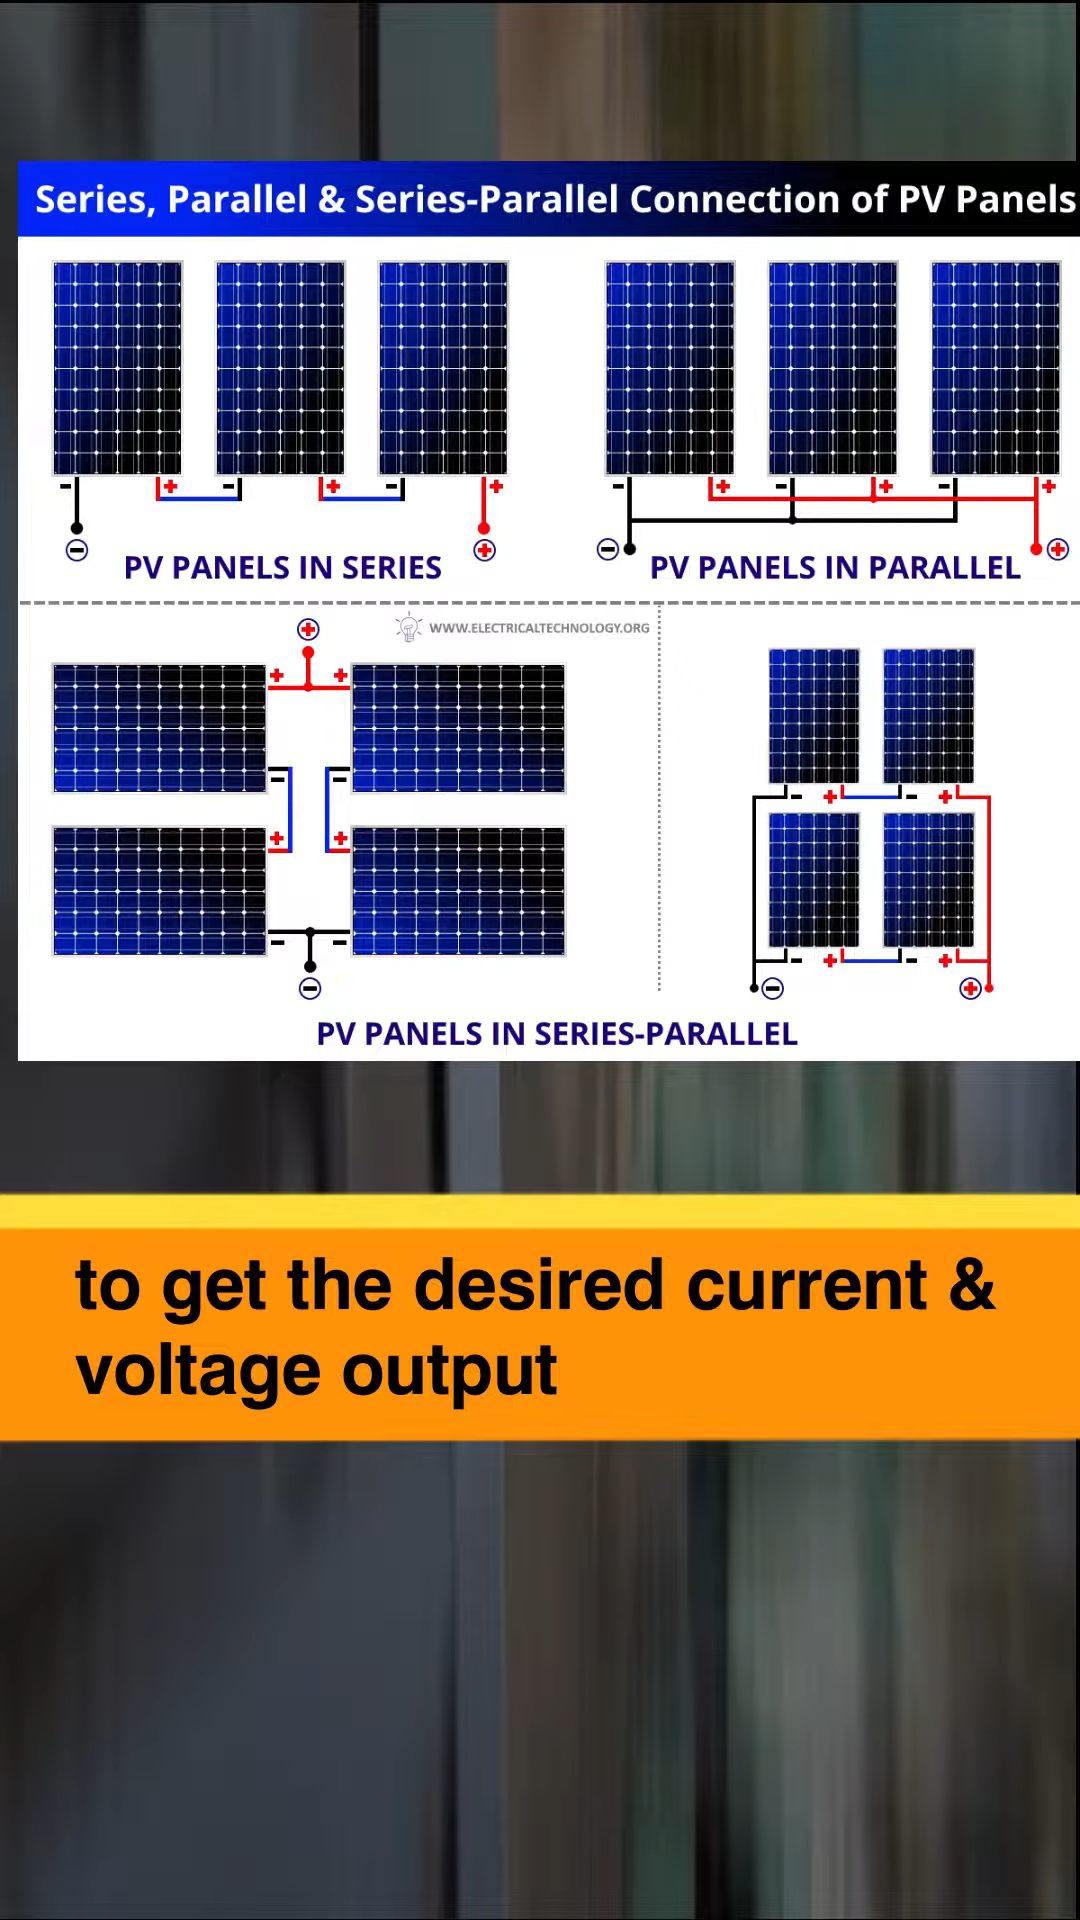 Series, Parallel & Series-Parallel Connection of PV Panels
- + - + - +
- + - + - +
- +
- +
PV PANELS IN SERIES
PV PANELS IN PARALLEL
WWW.ELECTRICALTECHNOLOGY.ORG
+
+ +
- -
+ +
- -
-
- + - +
- + - +
- +
PV PANELS IN SERIES-PARALLEL
to get the desired current &
voltage output